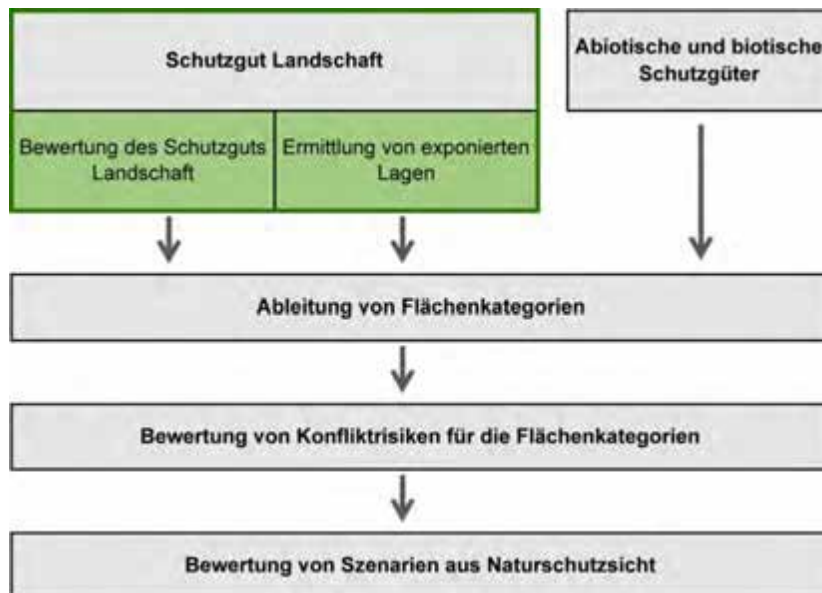 Schutzgut Landschaft
Abiotische und biotische
Schutzgüter
Bewertung des Schutzguts
Landschaft
Ermittlung von exponierten
Lagen
Ableitung von Flächenkategorien
Bewertung von Konfliktrisiken für die Flächenkategorien
Bewertung von Szenarien aus Naturschutzsicht